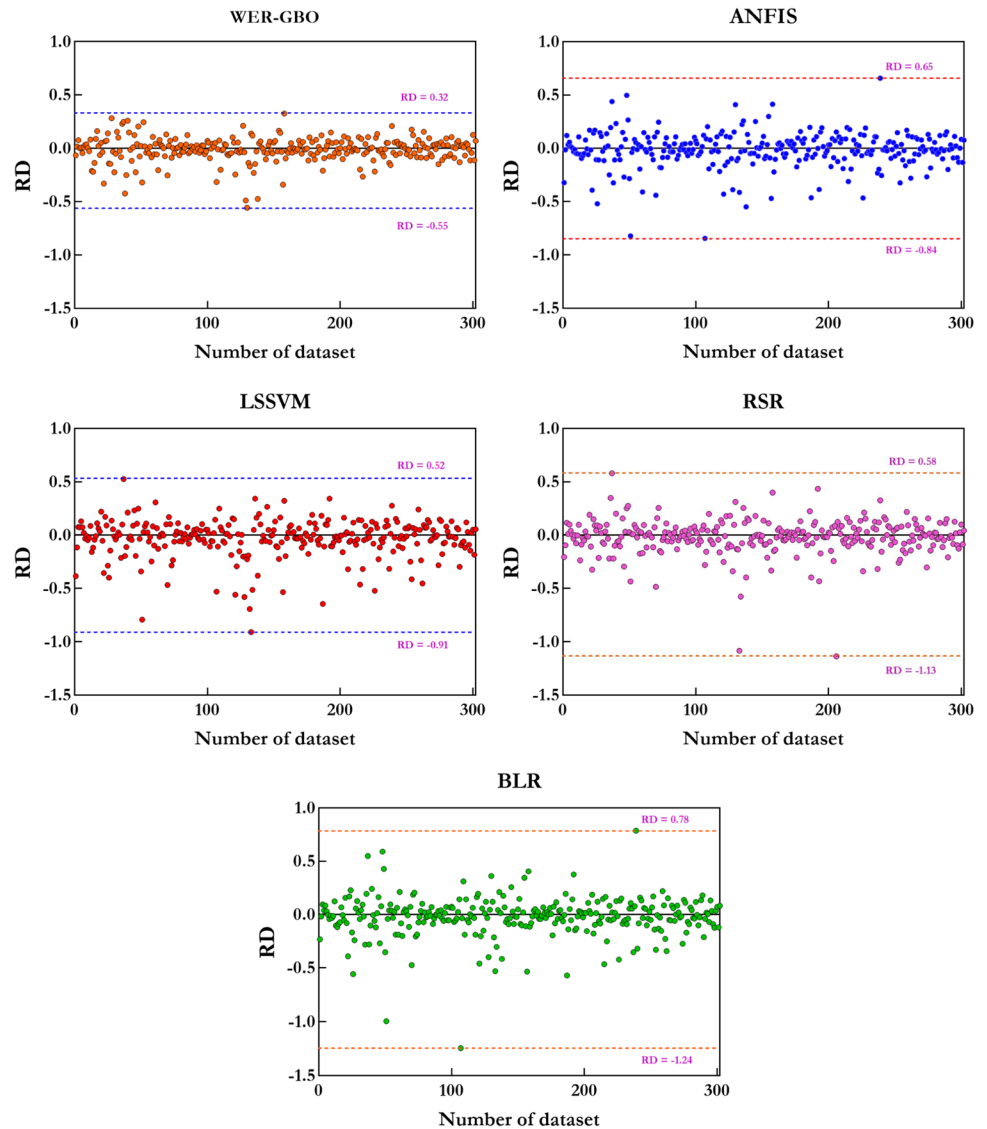 WER-GBO
1.0
0.5
0.0
-0.5
-1.0
-1.5
RD
RD = 0.32
RD = -0.55
0
100
200
300
Number of dataset
ANFIS
1.0
0.5
0.0
-0.5
-1.0
-1.5
RD
RD = 0.65
RD = -0.84
0
100
200
300
Number of dataset
LSSVM
1.0
0.5
0.0
-0.5
-1.0
-1.5
RD
RD = 0.52
RD = -0.91
0
100
200
300
Number of dataset
RSR
1.0
0.5
0.0
-0.5
-1.0
-1.5
RD
RD = 0.58
RD = -1.13
0
100
200
300
Number of dataset
BLR
1.0
0.5
0.0
-0.5
-1.0
-1.5
RD
RD = 0.78
RD = -1.24
0
100
200
300
Number of dataset